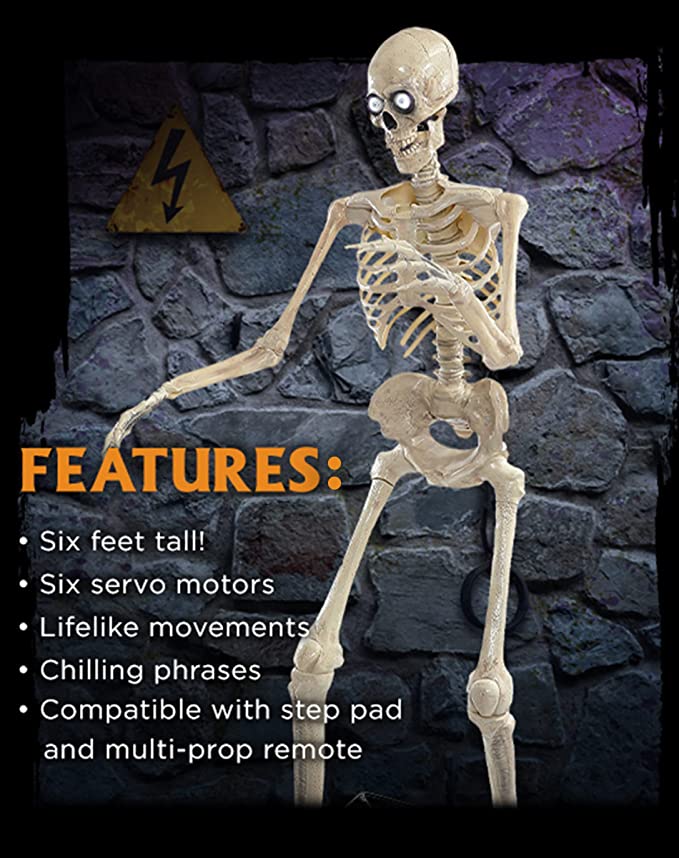 FEATURES:
• Six feet tall!
• Six servo motors
• Lifelike movements
• Chilling phrases
• Compatible with step pad
and multi-prop remote